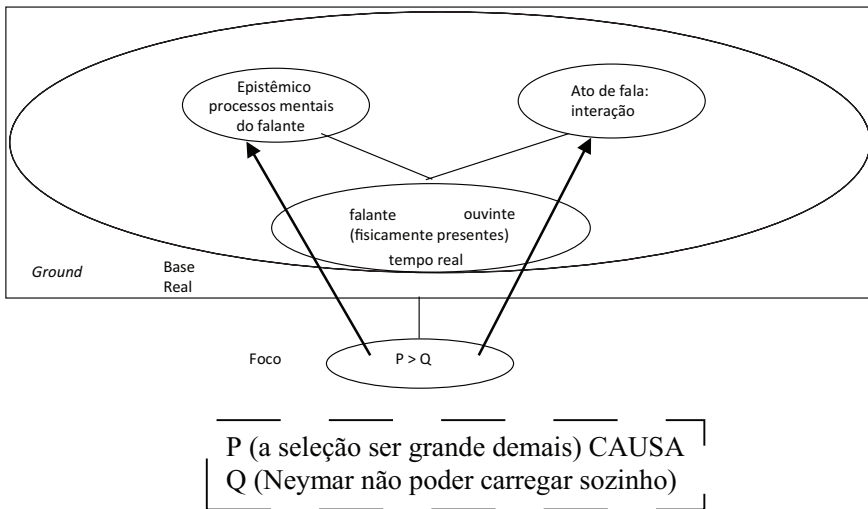 Epistêmico
processos mentais
do falante
Ato de fala:
interação
falante ouvinte
(fisicamente presentes)
tempo real
Ground
Base
Real
Foco
P > Q
P (a seleção ser grande demais) CAUSA
Q (Neymar não poder carregar sozinho)